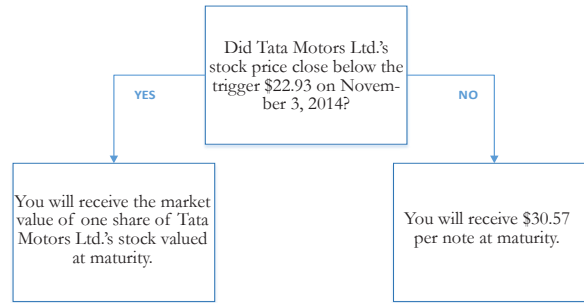 Did Tata Motors Ltd.'s
stock price close below the
trigger $22.93 on Novem-
ber 3, 2014?
YES
NO
You will receive the market
value of one share of Tata
Motors Ltd.'s stock valued
at maturity.
You will receive $30.57
per note at maturity.